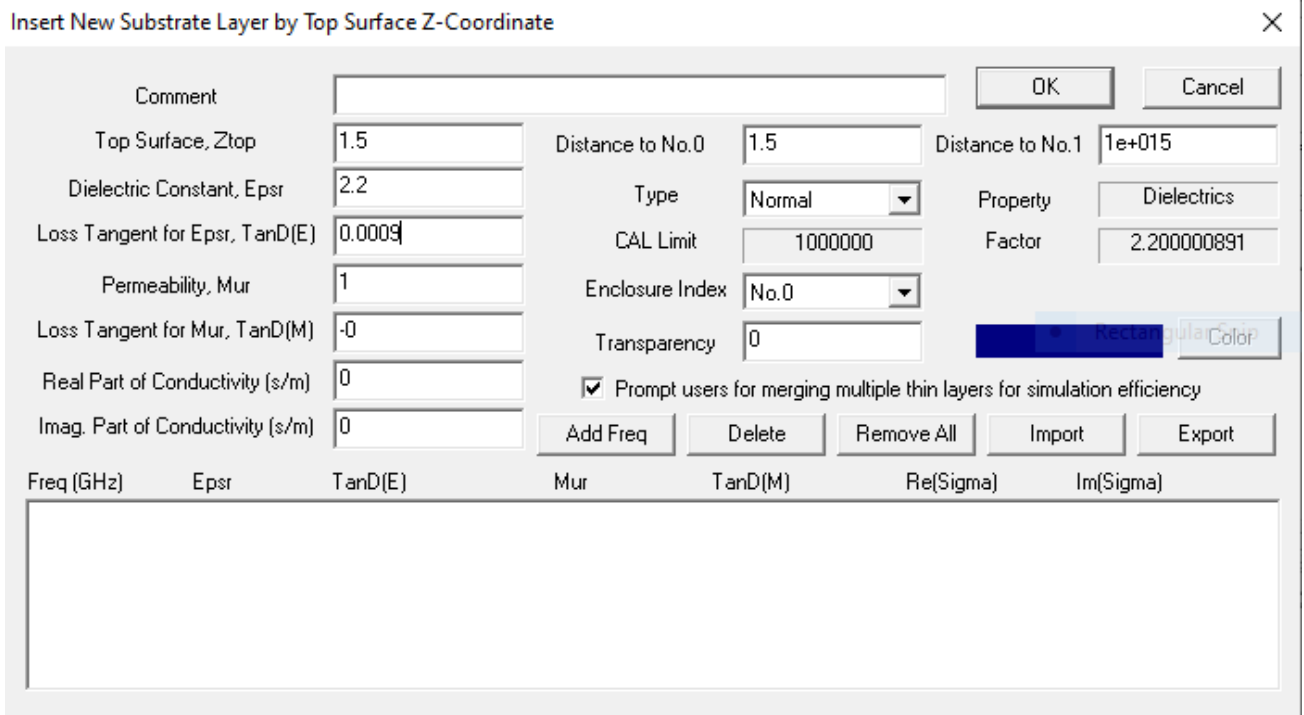 Insert New Substrate Layer by Top Surface Z-Coordinate
Comment OK Cancel
Top Surface, Ztop 1.5 Distance to No.0 1.5 Distance to No.1 1e+015
Dielectric Constant, Epsr 2.2 Type Normal Property Dielectrics
Loss Tangent for Epsr, TanD(E) 0.0009 CAL Limit 1000000 Factor 2.200000891
Permeability, Mur 1 Enclosure Index No.0
Loss Tangent for Mur, TanD(M) -0 Transparency 0 Rectangular Snip Color
Real Part of Conductivity (s/m) 0 Prompt users for merging multiple thin layers for simulation efficiency
Imag. Part of Conductivity (s/m) 0 Add Freq Delete Remove All Import Export
Freq (GHz) Epsr TanD(E) Mur TanD(M) Re(Sigma) Im(Sigma)